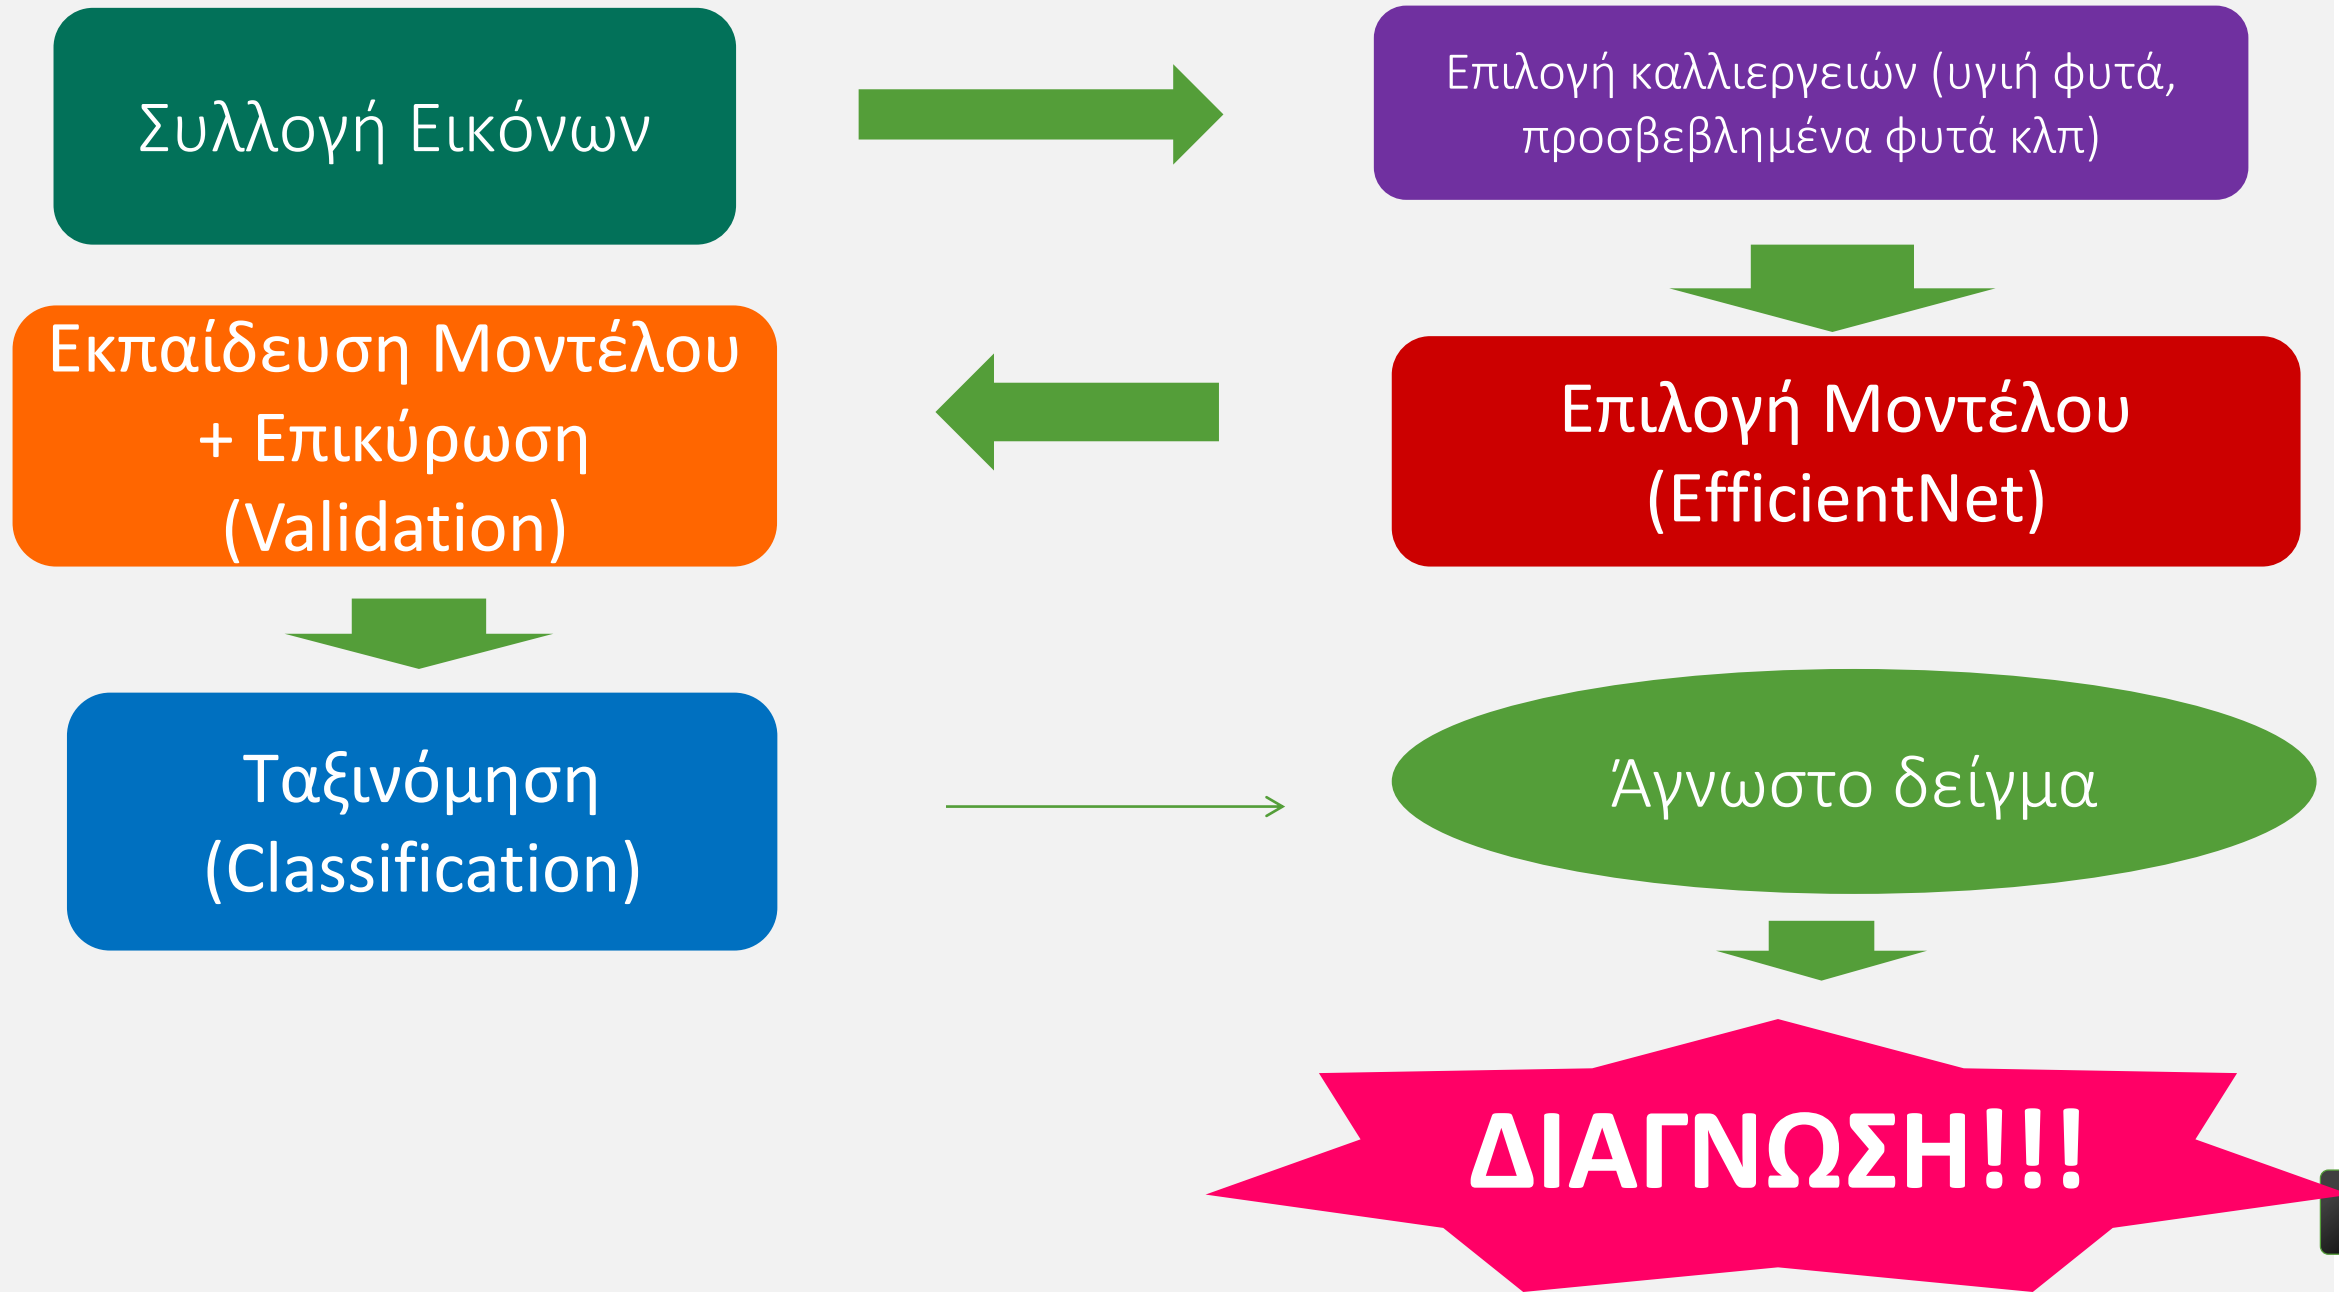 Συλλογή Εικόνων
Επιλογή καλλιεργειών (υγιή φυτά,
προσβεβλημένα φυτά κλπ)
Επιλογή Μοντέλου
(EfficientNet)
Εκπαίδευση Μοντέλου
+ Επικύρωση
(Validation)
Ταξινόμηση
(Classification)
Άγνωστο δείγμα
ΔΙΑΓΝΩΣΗ!!!